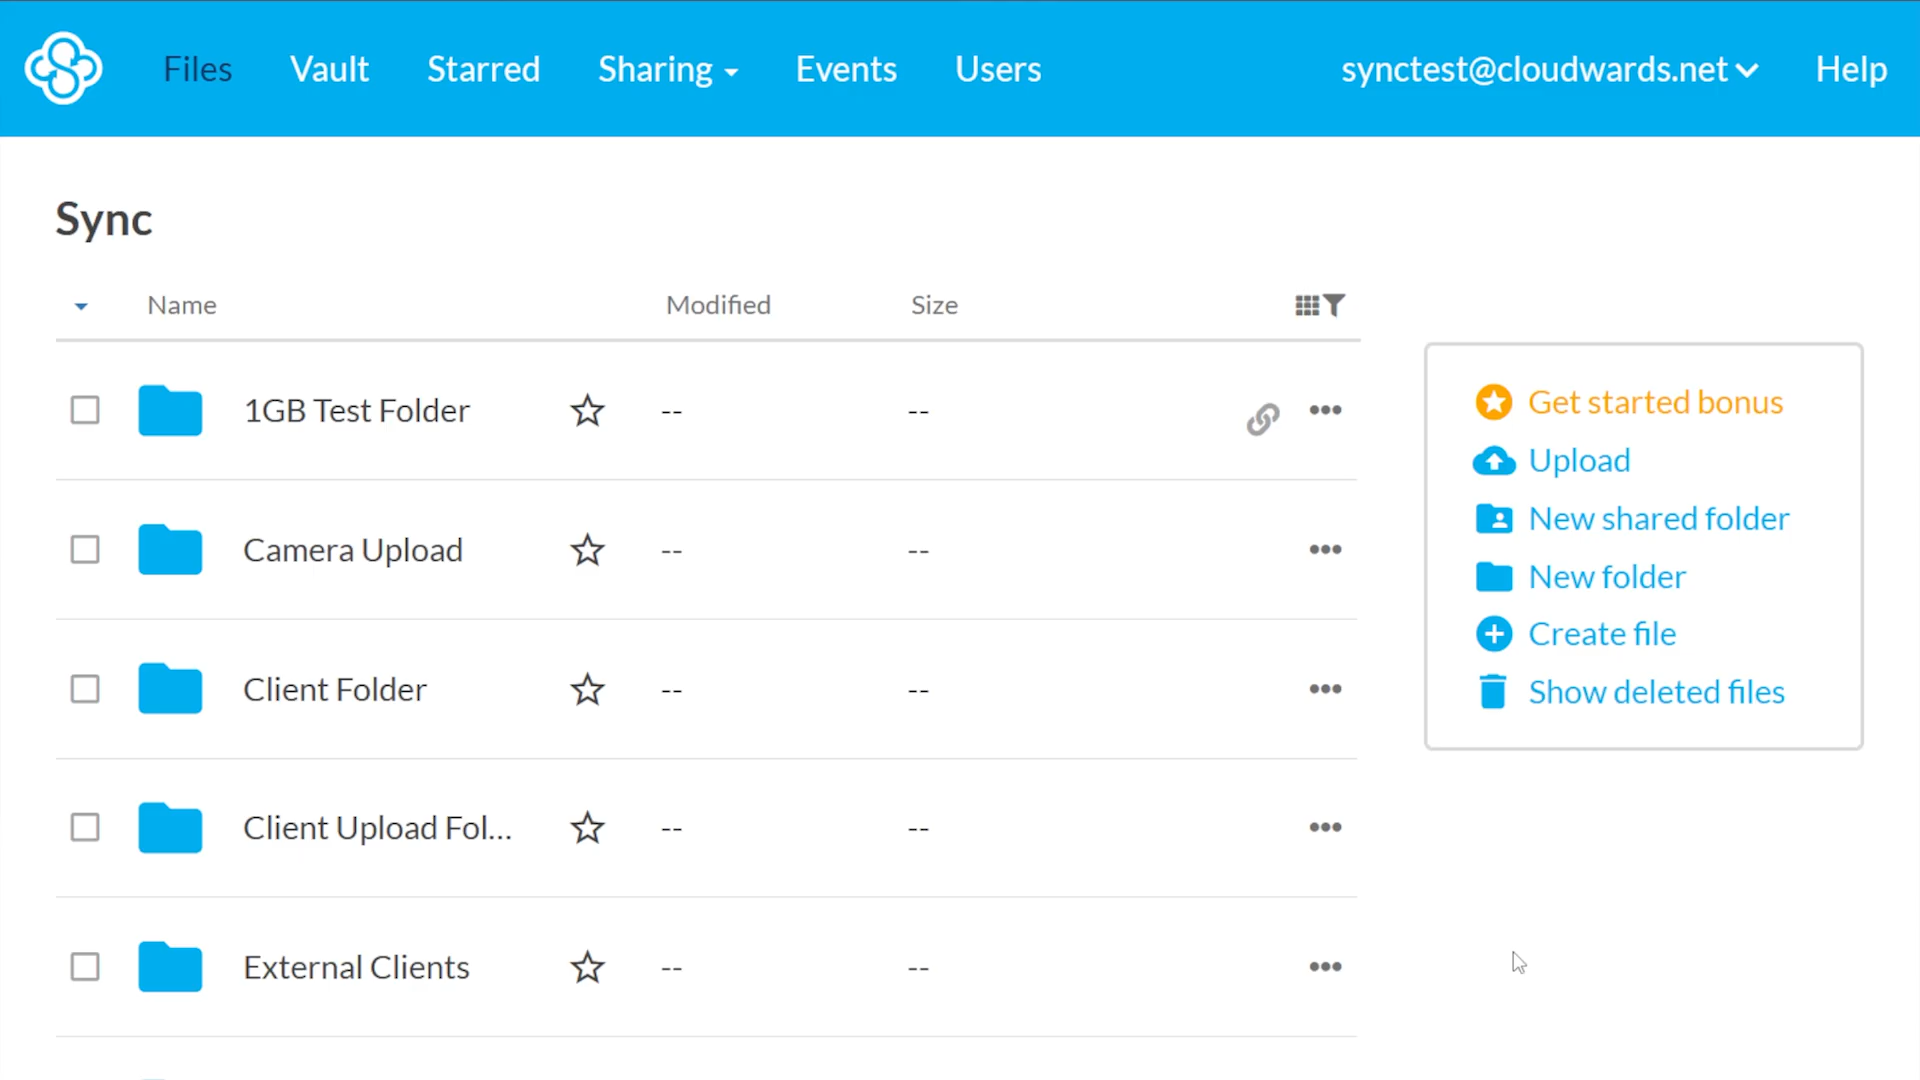 Files Vault Starred Sharing Events Users synctest@cloudwards.net Help
Sync
Name Modified Size
1GB Test Folder -- --
Camera Upload -- --
Client Folder -- --
Client Upload Fol... -- --
External Clients -- --
Get started bonus
Upload
New shared folder
New folder
Create file
Show deleted files